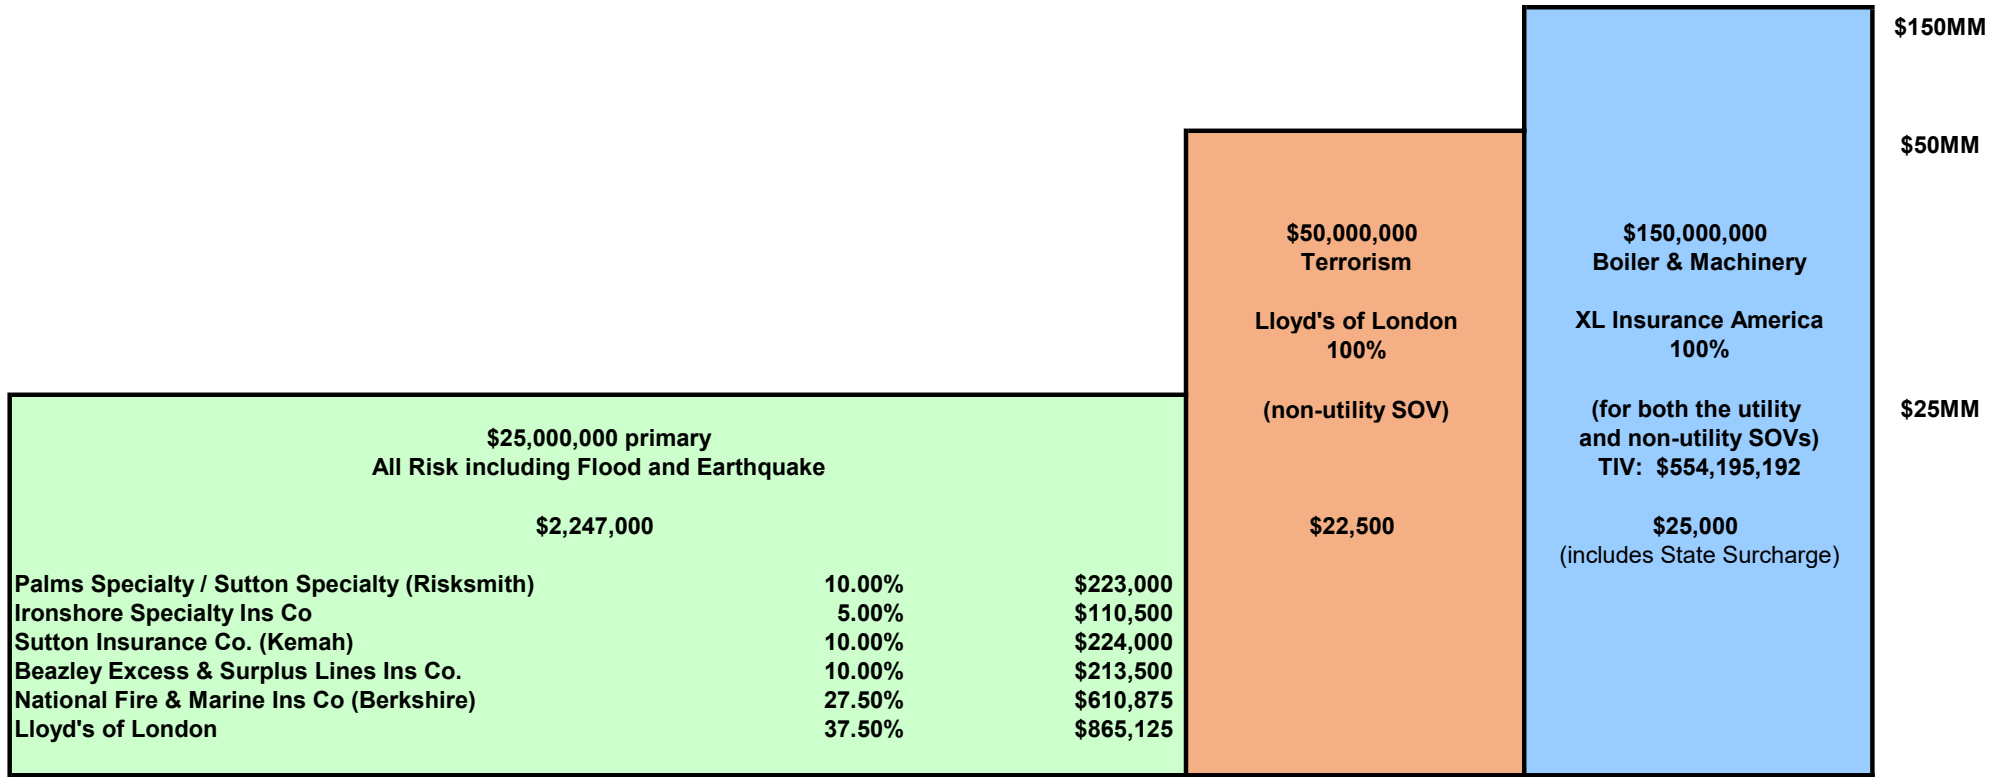 $150MM
$50MM
$25MM
$25,000,000 primary
All Risk including Flood and Earthquake
$2,247,000
Palms Specialty / Sutton Specialty (Risksmith) 10.00% $223,000
Ironshore Specialty Ins Co 5.00% $110,500
Sutton Insurance Co. (Kemah) 10.00% $224,000
Beazley Excess & Surplus Lines Ins Co. 10.00% $213,500
National Fire & Marine Ins Co (Berkshire) 27.50% $610,875
Lloyd's of London 37.50% $865,125
$50,000,000
Terrorism
Lloyd's of London
100%
(non-utility SOV)
$22,500
$150,000,000
Boiler & Machinery
XL Insurance America
100%
(for both the utility
and non-utility SOVs)
TIV: $554,195,192
$25,000
(includes State Surcharge)